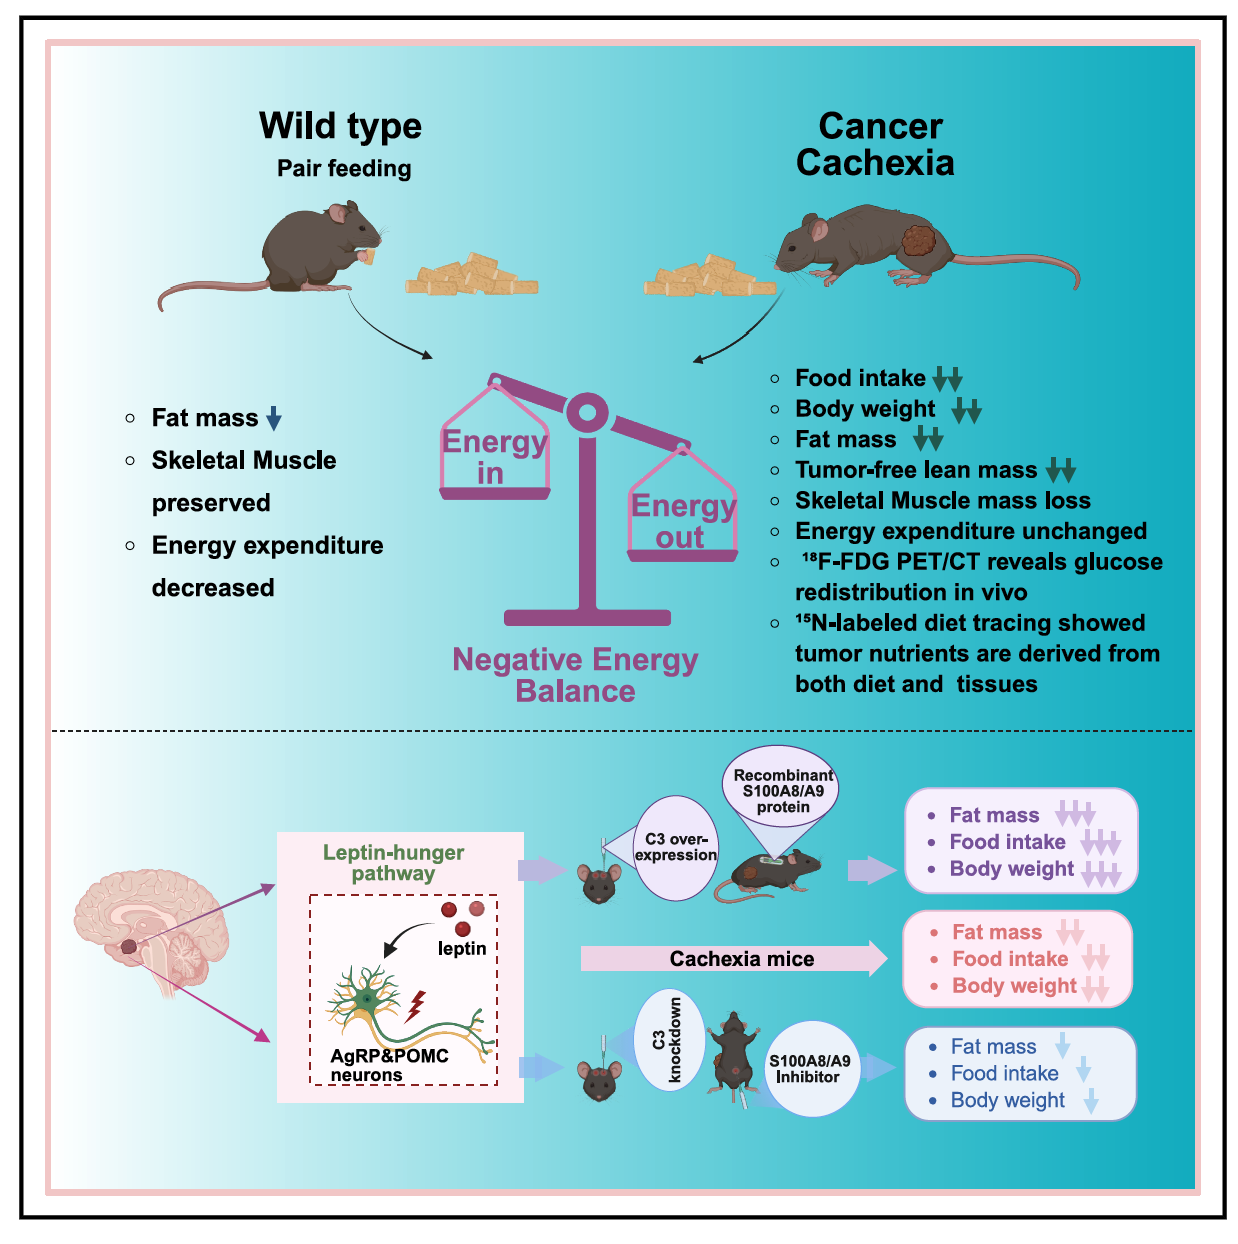 Wild type
Pair feeding
Cancer
Cachexia
Fat mass
Skeletal Muscle
preserved
Energy expenditure
decreased
Energy
in
Energy
out
Negative Energy
Balance
Food intake
Body weight
Fat mass
Tumor-free lean mass
Skeletal Muscle mass loss
Energy expenditure unchanged
¹⁸F-FDG PET/CT reveals glucose
redistribution in vivo
¹⁵N-labeled diet tracing showed
tumor nutrients are derived from
both diet and tissues
Leptin-hunger
pathway
leptin
AgRP&POMC
neurons
C3 over-
expression
Recombinant
S100A8/A9
protein
Fat mass
Food intake
Body weight
Cachexia mice
Fat mass
Food intake
Body weight
C3
knockdown
S100A8/A9
Inhibitor
Fat mass
Food intake
Body weight